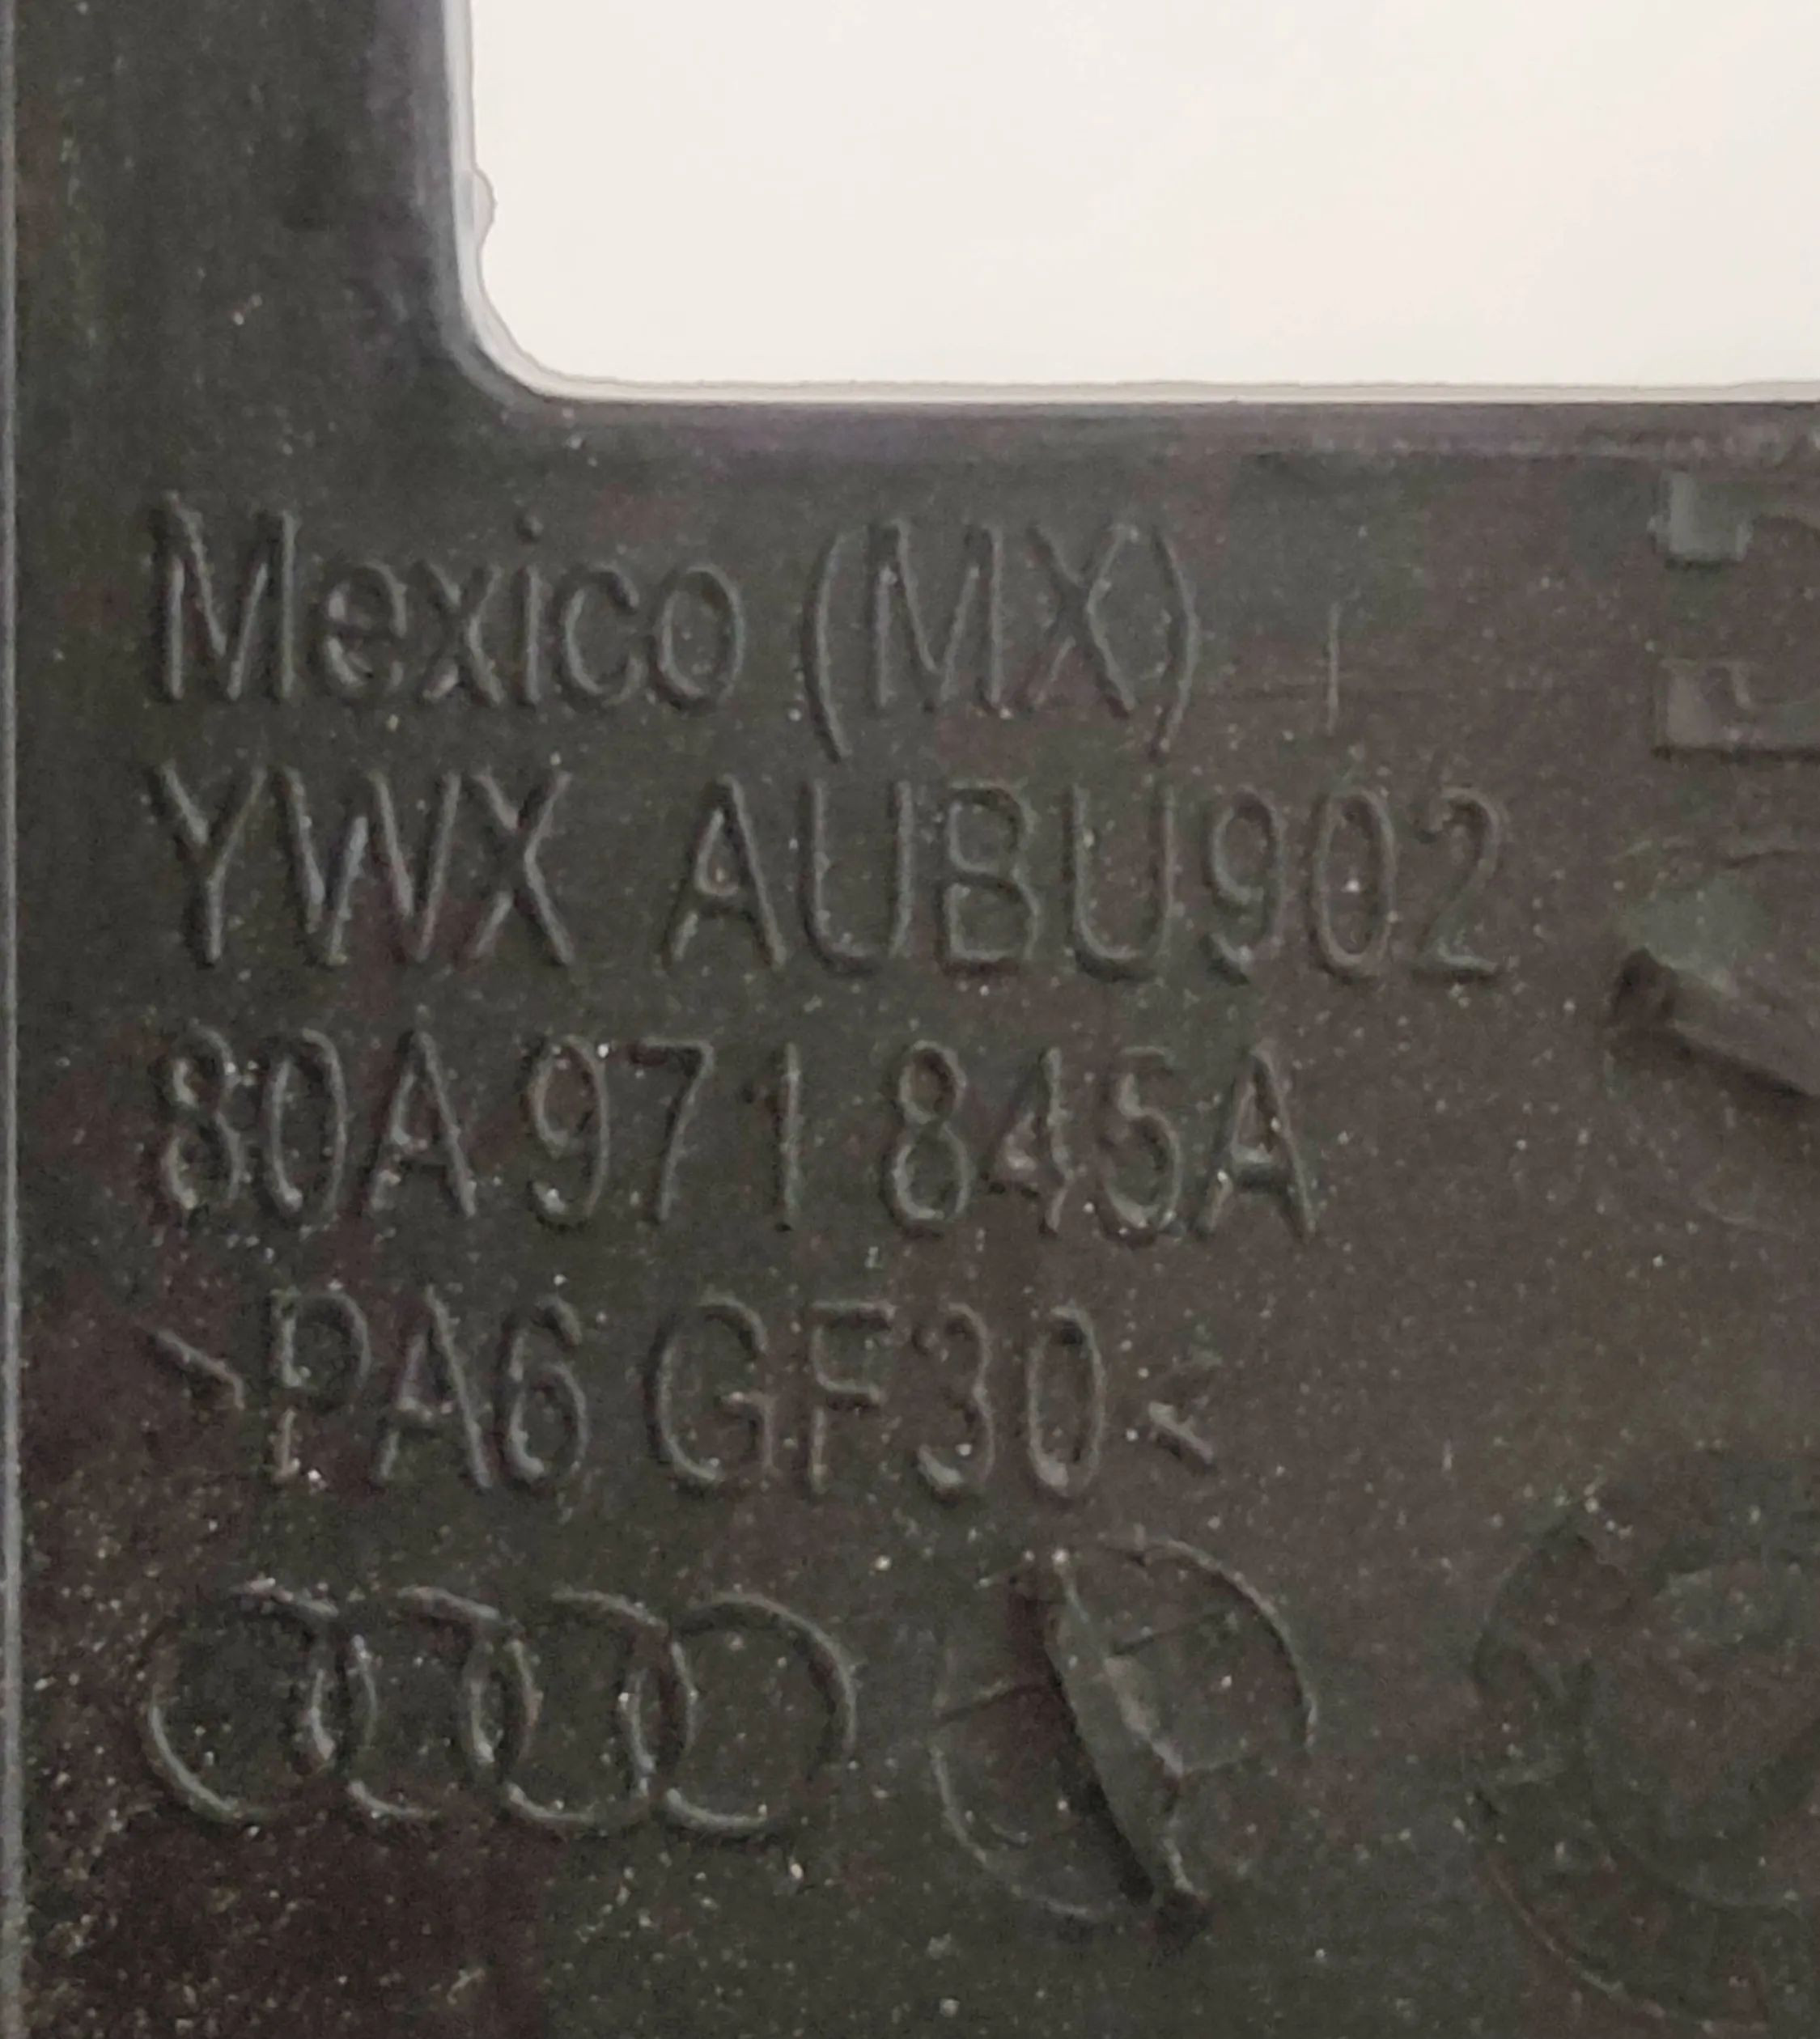 Mexico (MX)
YWX AUBU902
80A 971 845A
>PA6 GF30<